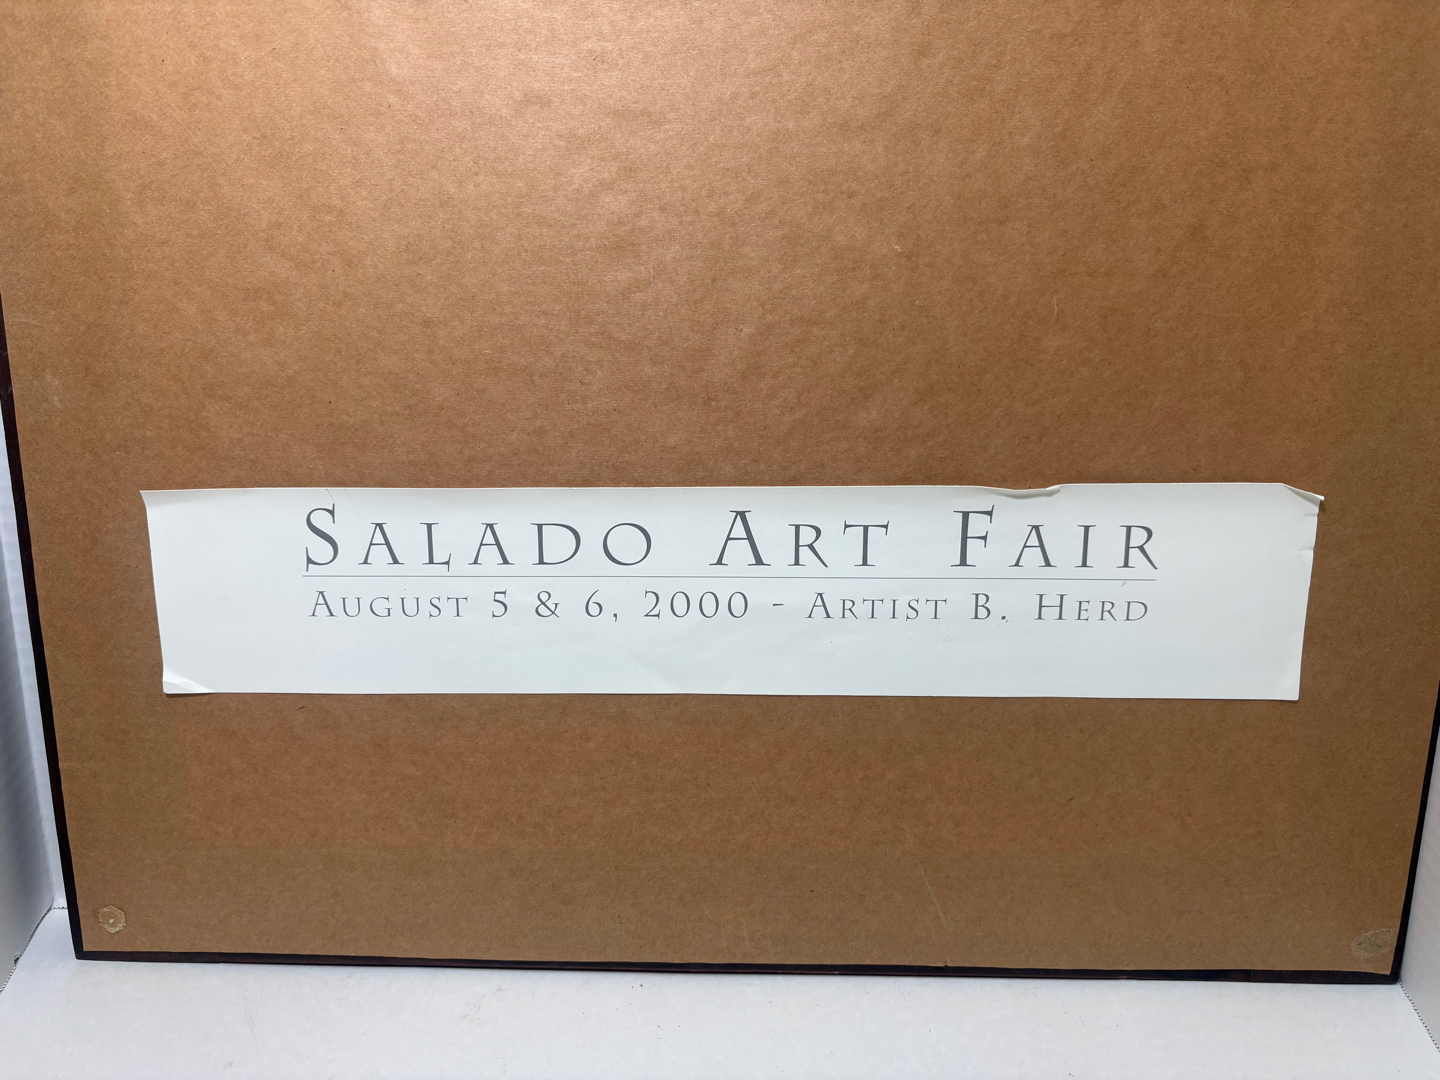 SALADO ART FAIR
AUGUST 5 & 6, 2000 - ARTIST B. HERD